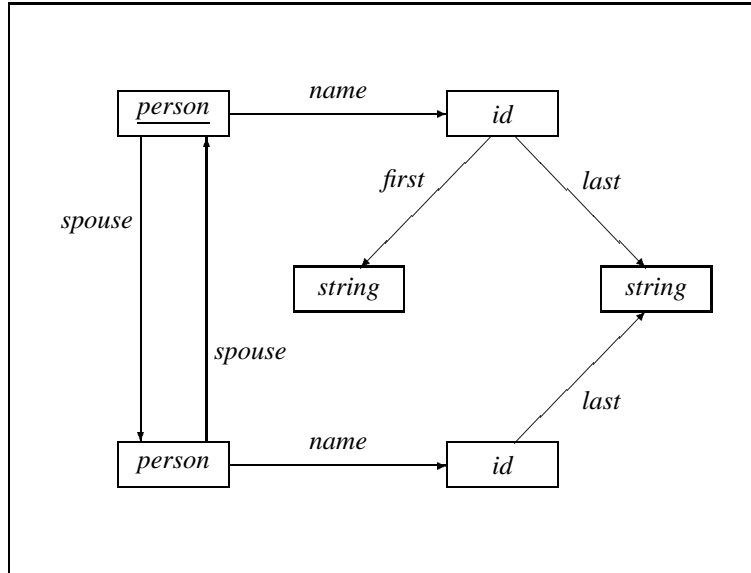 name
person
id
first
last
spouse
string
string
spouse
last
name
person
id